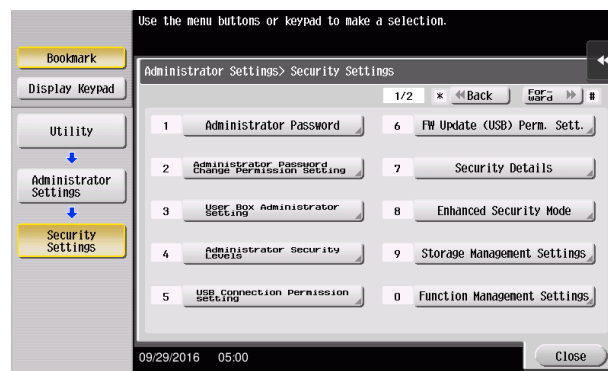 Use the menu buttons or keypad to make a selection.
Bookmark
Display Keypad
Utility
Administrator
Settings
Security
Settings
Administrator Settings> Security Settings
1/2 * Back For-
ward #
1 Administrator Password
2 Administrator Password
Change Permission Setting
3 User Box Administrator
Setting
4 Administrator Security
Levels
5 USB Connection Permission
setting
6 FW Update (USB) Perm. Sett.
7 Security Details
8 Enhanced Security Mode
9 Storage Management Settings
0 Function Management Settings
09/29/2016 05:00
Close